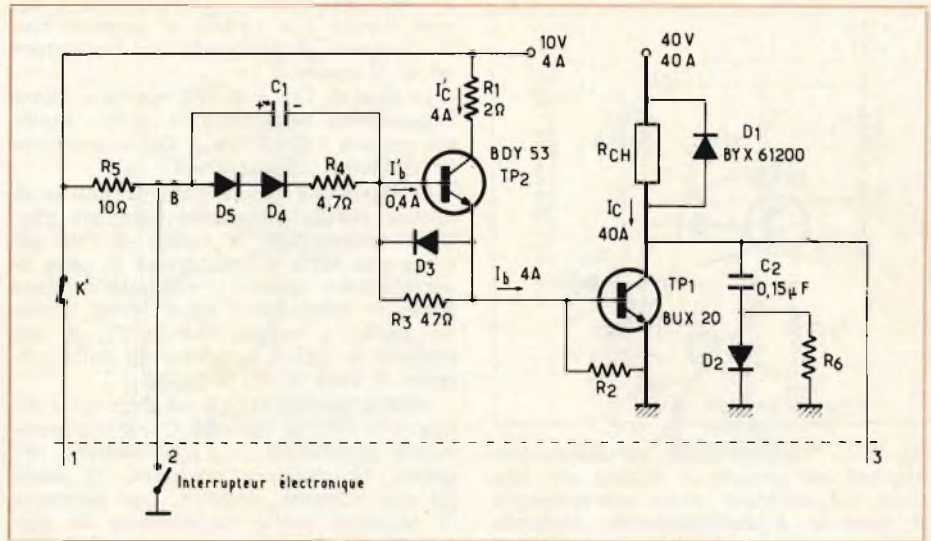 10V
4A
40V
40A
C1
+ -
I'C
4A
R1
2Ω
D1
BYX 61200
RCH
BDY 53
TP2
R5
10Ω
B
D5
D4
R4
4,7Ω
I'b
0,4A
IC
40A
D3
Ib 4A
TP1
BUX 20
C2
0,15µF
K'
R3 47Ω
R2
D2
R6
1
2
3
Interrupteur électronique